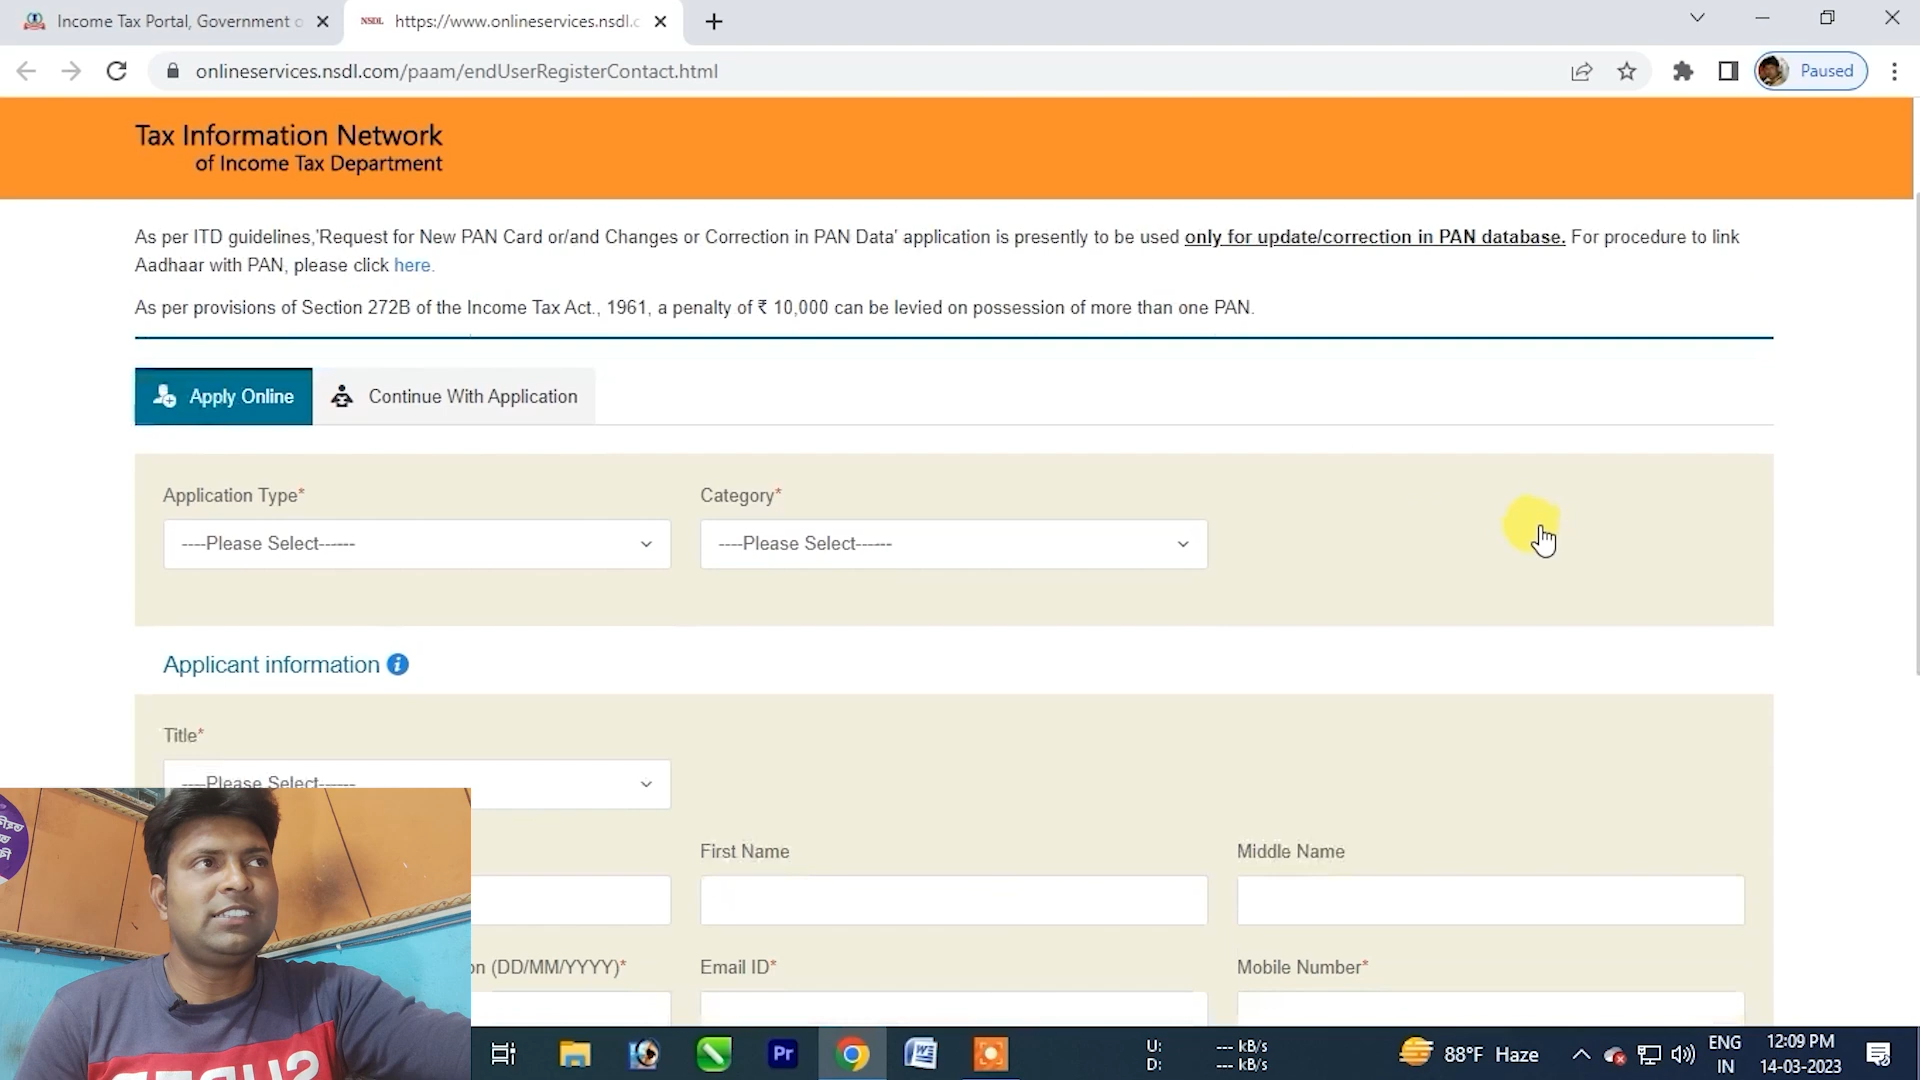 Income Tax Portal, Government o
NSDL https://www.onlineservices.nsdl.c
onlineservices.nsdl.com/paam/endUserRegisterContact.html
Paused
Tax Information Network
of Income Tax Department
As per ITD guidelines,'Request for New PAN Card or/and Changes or Correction in PAN Data' application is presently to be used only for update/correction in PAN database. For procedure to link
Aadhaar with PAN, please click here.
As per provisions of Section 272B of the Income Tax Act., 1961, a penalty of ₹ 10,000 can be levied on possession of more than one PAN.
Apply Online
Continue With Application
Application Type*
Category*
----Please Select------
----Please Select------
Applicant information
Title*
----Please Select------
First Name
Middle Name
on (DD/MM/YYYY)*
Email ID*
Mobile Number*
Pr
U: --- kB/s
D: --- kB/s
88°F Haze
ENG
IN
12:09 PM
14-03-2023